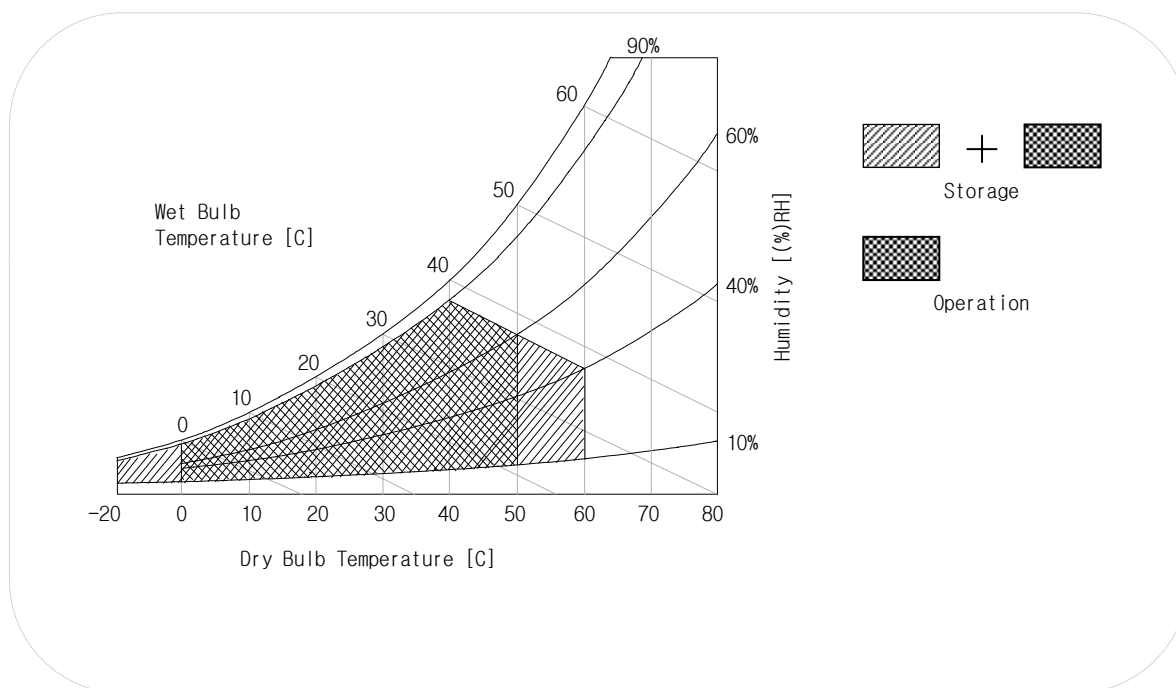 90%
60
60%
50
Wet Bulb
Temperature [C]
40
40%
30
20
10
0
10%
Humidity [(%)RH]
-20 0 10 20 30 40 50 60 70 80
Dry Bulb Temperature [C]
+
Storage
Operation